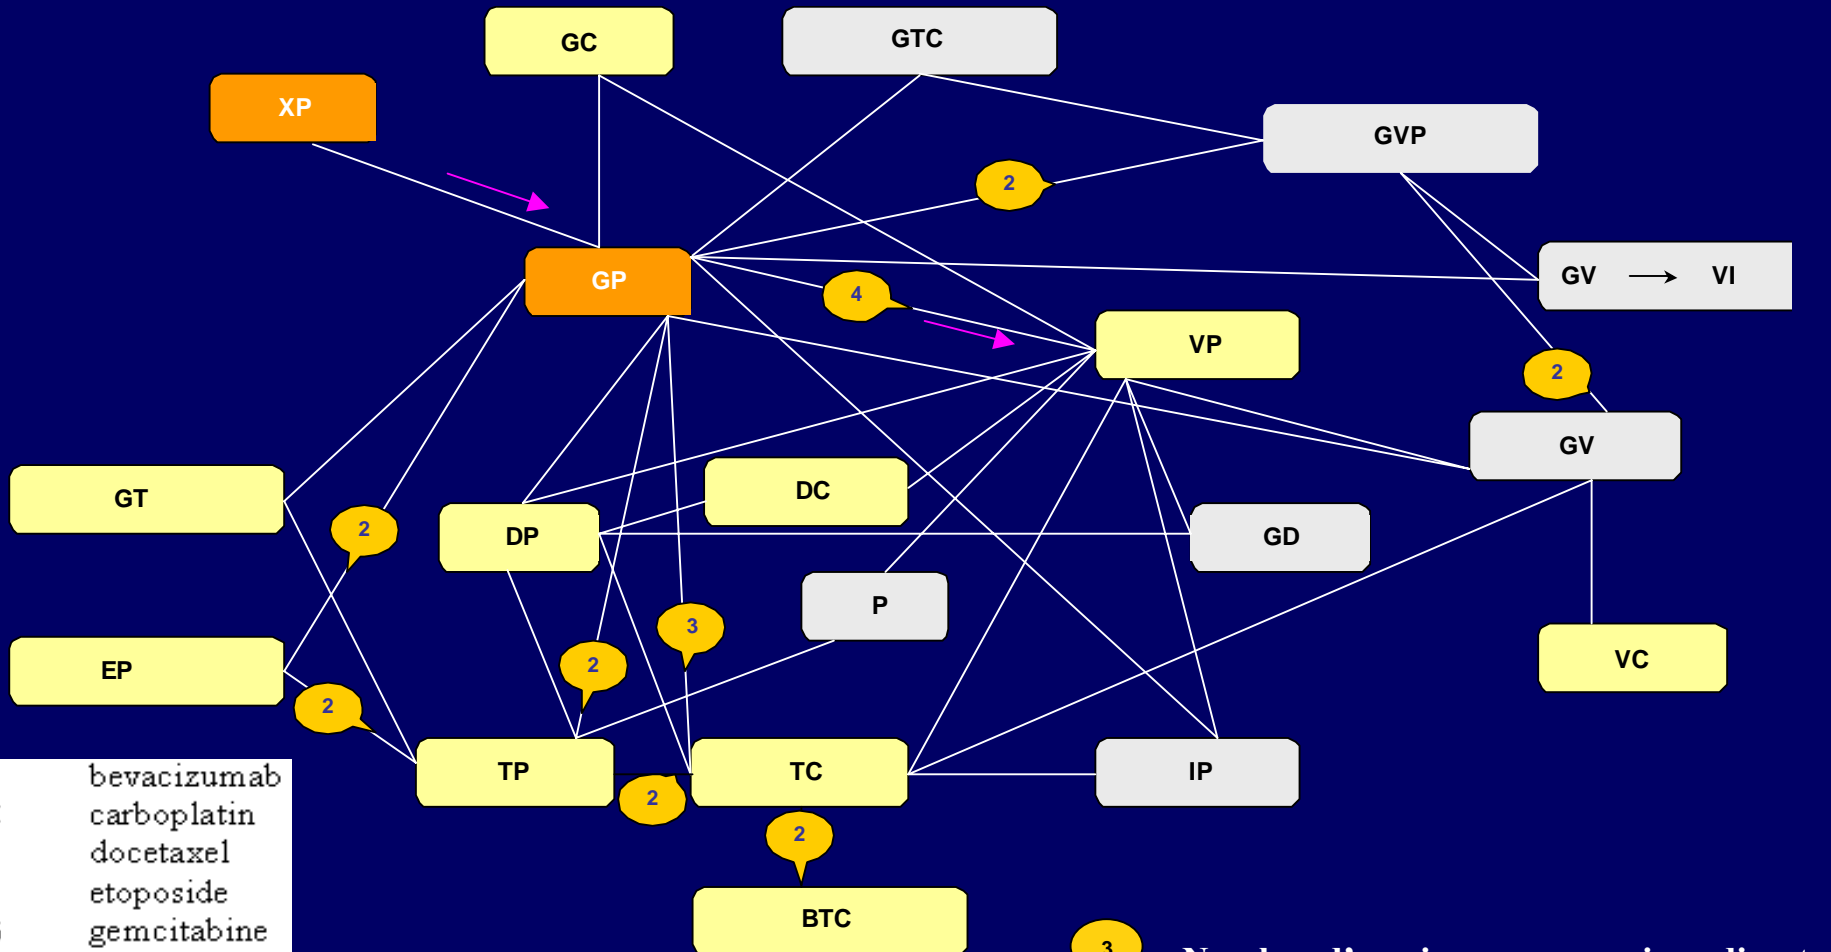 GC
GTC
XP
GVP
2
GP
GV → VI
4
VP
2
GV
GT
DC
2
DP
GD
P
3
EP
2
VC
2
TP
TC
IP
2
2
bevacizumab
carboplatin
docetaxel
etoposide
gemcitabine
BTC
3